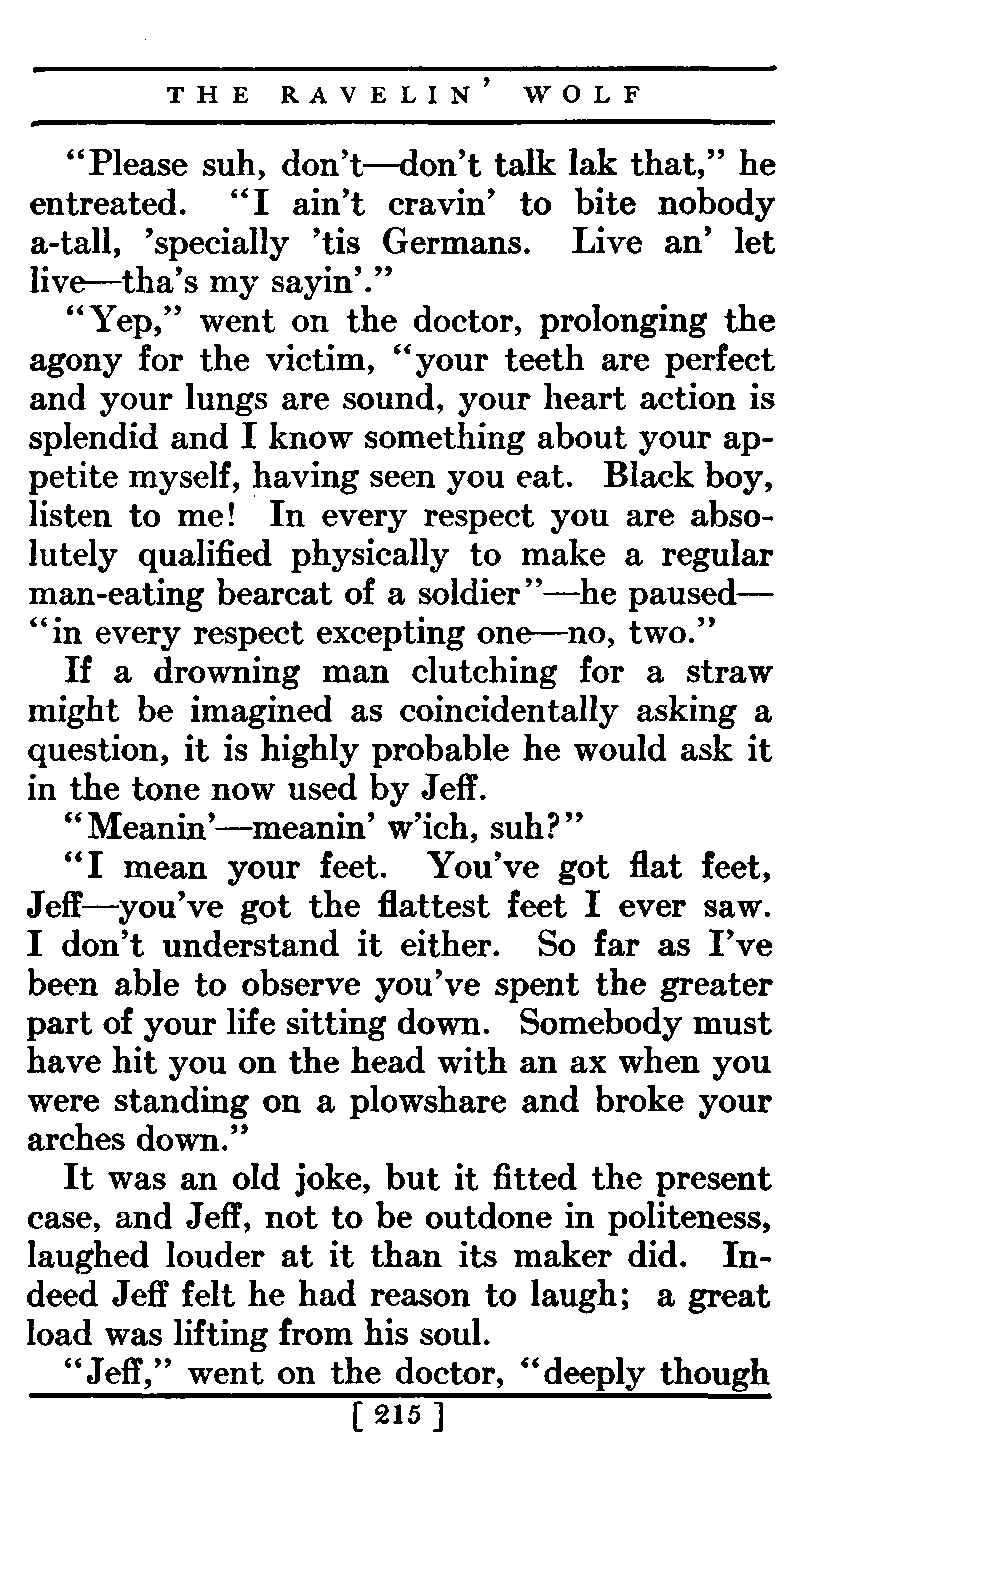 THE RAVELIN' WOLF
“Please suh, don't—don't talk lak that,” he
entreated. “I ain't cravin' to bite nobody
a-tall, 'specially 'tis Germans. Live an' let
live—tha's my sayin'.”
“Yep,” went on the doctor, prolonging the
agony for the victim, “your teeth are perfect
and your lungs are sound, your heart action is
splendid and I know something about your ap-
petite myself, having seen you eat. Black boy,
listen to me! In every respect you are abso-
lutely qualified physically to make a regular
man-eating bearcat of a soldier”—he paused—
“in every respect excepting one—no, two.”
If a drowning man clutching for a straw
might be imagined as coincidentally asking a
question, it is highly probable he would ask it
in the tone now used by Jeff.
“Meanin'—meanin' w'ich, suh?”
“I mean your feet. You've got flat feet,
Jeff—you've got the flattest feet I ever saw.
I don't understand it either. So far as I've
been able to observe you've spent the greater
part of your life sitting down. Somebody must
have hit you on the head with an ax when you
were standing on a plowshare and broke your
arches down.”
It was an old joke, but it fitted the present
case, and Jeff, not to be outdone in politeness,
laughed louder at it than its maker did. In-
deed Jeff felt he had reason to laugh; a great
load was lifting from his soul.
“Jeff,” went on the doctor, “deeply though
[ 215 ]